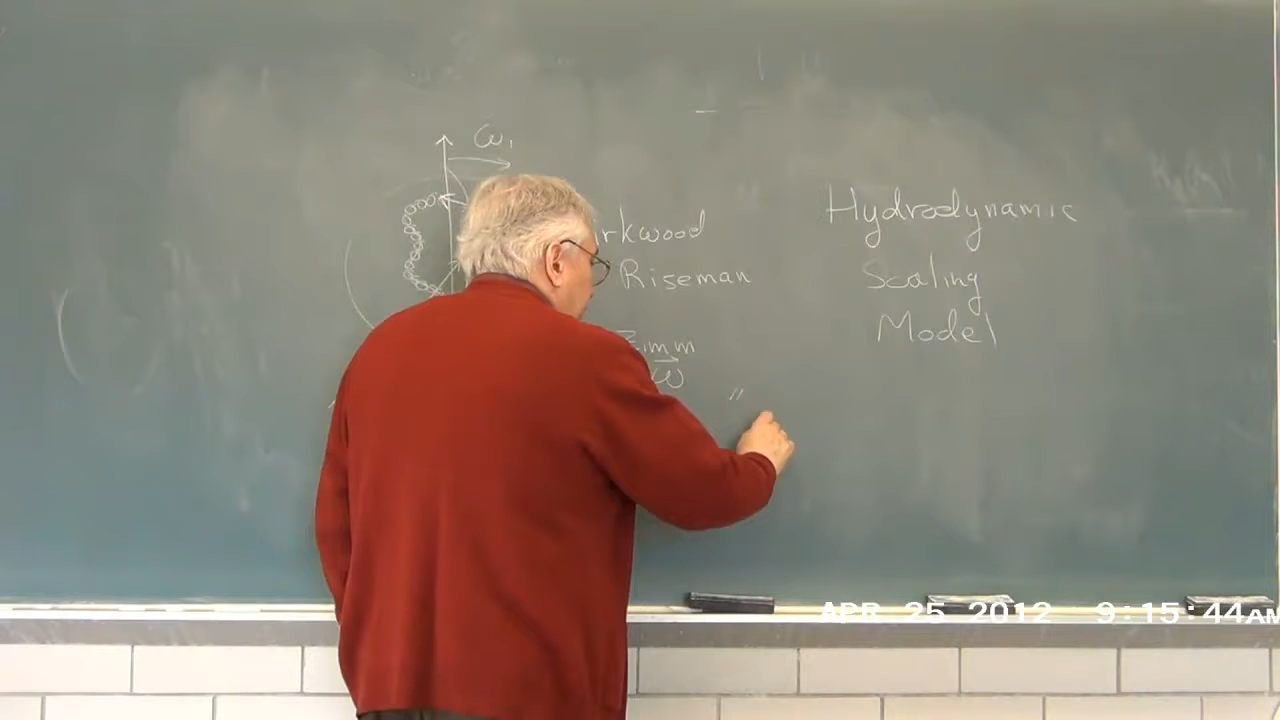 ω₁
rkwood
Riseman
Zimm
ω
"
Hydrodynamic
Scaling
Model
APR 25 2012 9:15:44AM